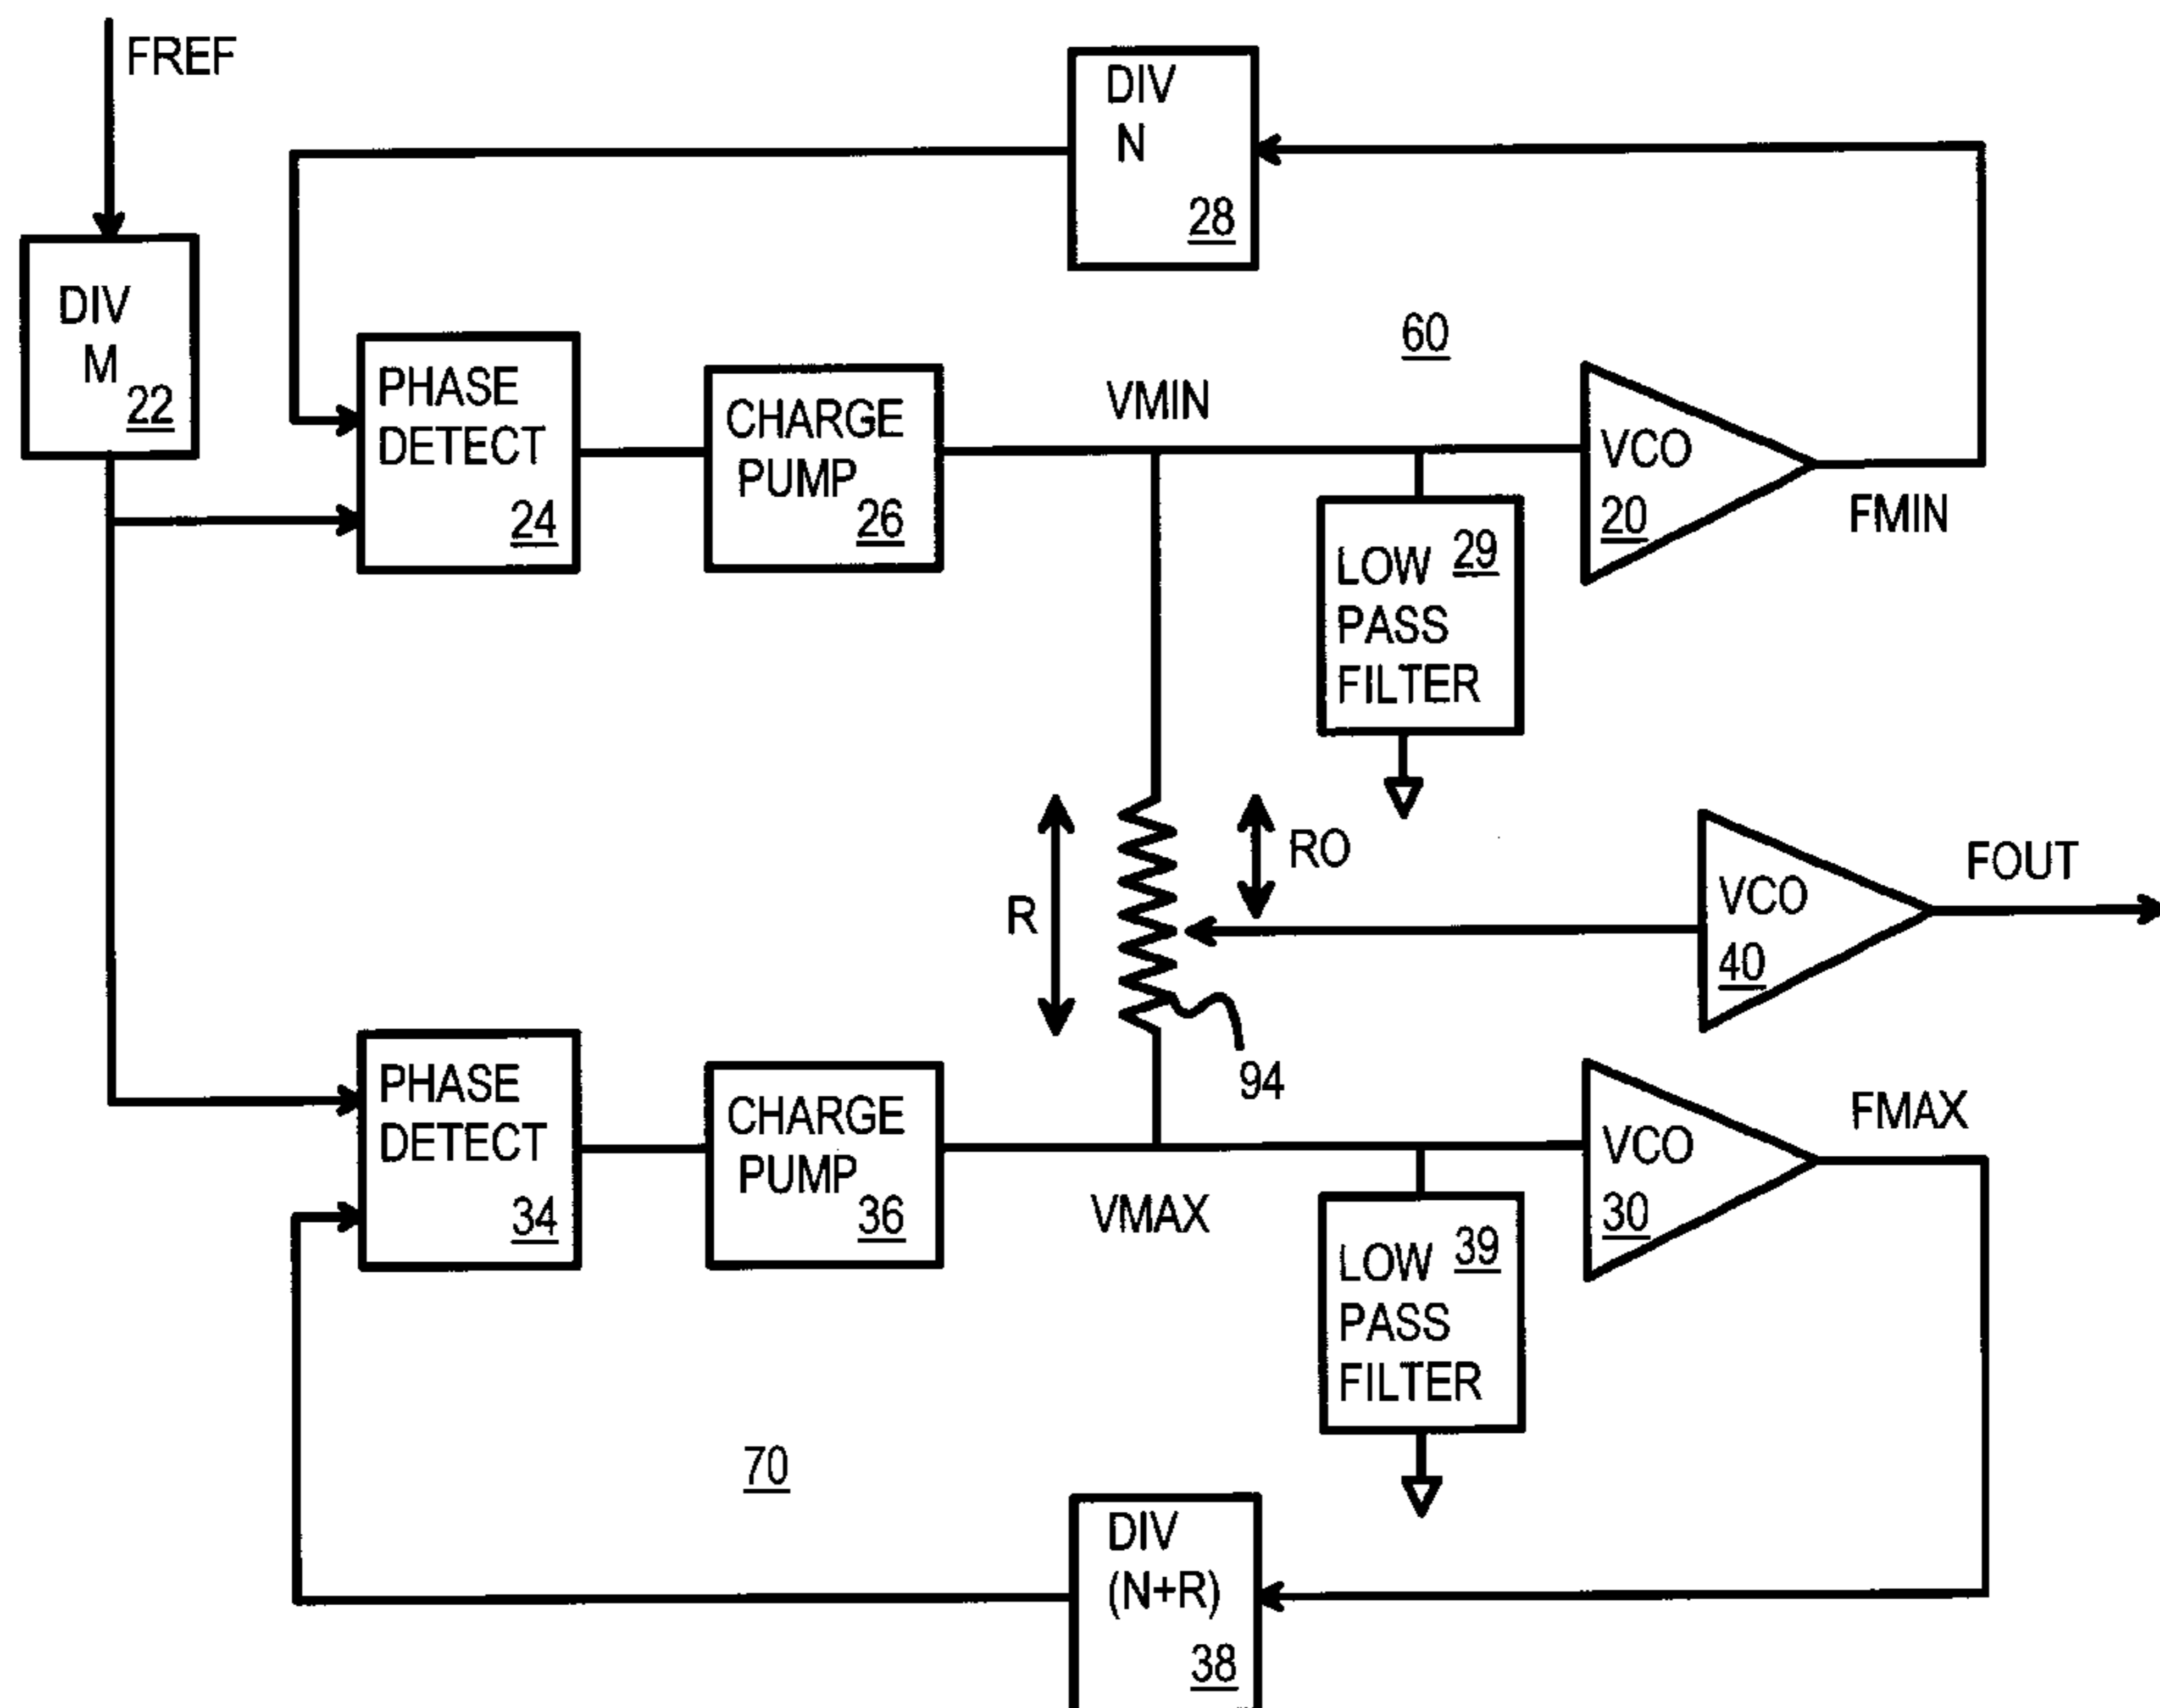 FREF
DIV
N
28
DIV
M
22
60
PHASE
DETECT
24
CHARGE
PUMP
26
VMIN
VCO
20
FMIN
LOW
PASS
FILTER
29
R
RO
VCO
40
FOUT
94
PHASE
DETECT
34
CHARGE
PUMP
36
VMAX
VCO
30
FMAX
LOW
PASS
FILTER
39
70
DIV
(N+R)
38